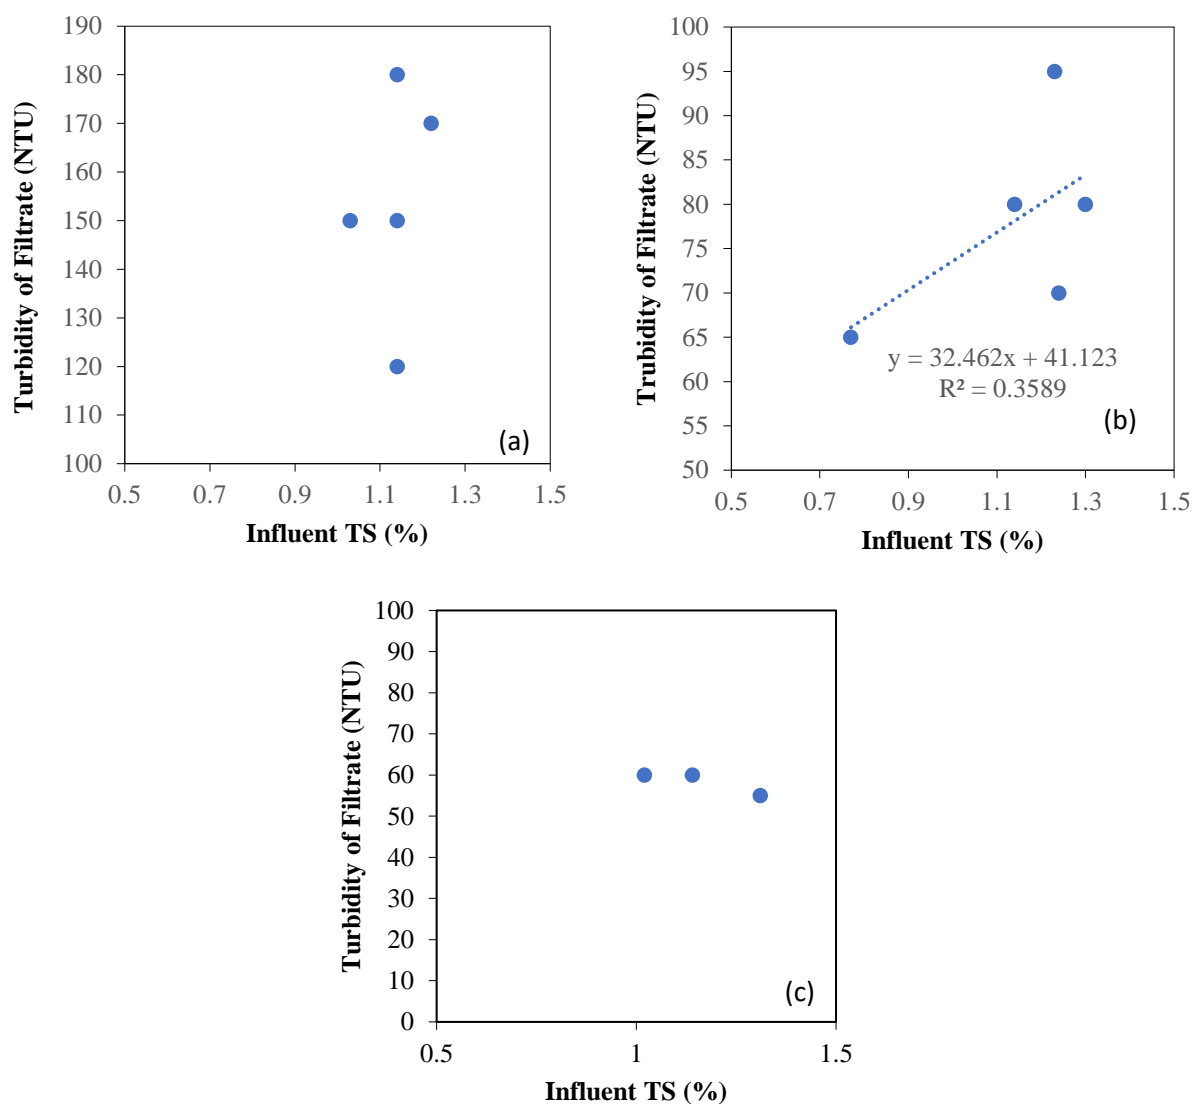 190
180
170
160
150
140
130
120
110
100
0.5 0.7 0.9 1.1 1.3 1.5
Turbidity of Filtrate (NTU)
Influent TS (%)
(a)
100
95
90
85
80
75
70
65
60
55
50
0.5 0.7 0.9 1.1 1.3 1.5
Trubidity of Filtrate (NTU)
Influent TS (%)
y = 32.462x + 41.123
R² = 0.3589
(b)
100
90
80
70
60
50
40
30
20
10
0
0.5 1 1.5
Turbidity of Filtrate (NTU)
Influent TS (%)
(c)